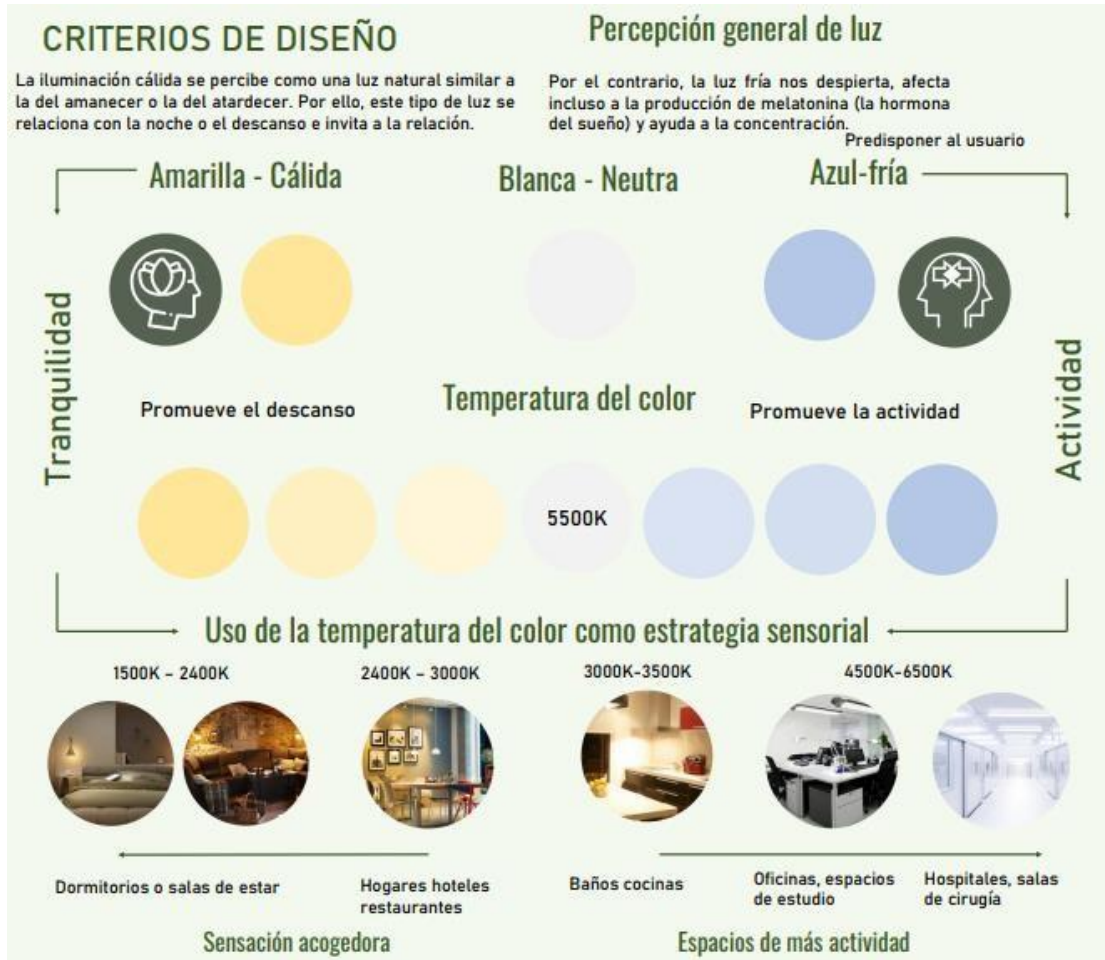 CRITERIOS DE DISEÑO
La iluminación cálida se percibe como una luz natural similar a
la del amanecer o la del atardecer. Por ello, este tipo de luz se
relaciona con la noche o el descanso e invita a la relación.
Percepción general de luz
Por el contrario, la luz fría nos despierta, afecta
incluso a la producción de melatonina (la hormona
del sueño) y ayuda a la concentración.
Predisponer al usuario
Amarilla - Cálida
Blanca - Neutra
Azul-fría
Tranquilidad
Actividad
Promueve el descanso
Temperatura del color
Promueve la actividad
5500K
Uso de la temperatura del color como estrategia sensorial
1500K – 2400K
2400K – 3000K
3000K-3500K
4500K-6500K
Dormitorios o salas de estar
Hogares hoteles
restaurantes
Baños cocinas
Oficinas, espacios
de estudio
Hospitales, salas
de cirugía
Sensación acogedora
Espacios de más actividad